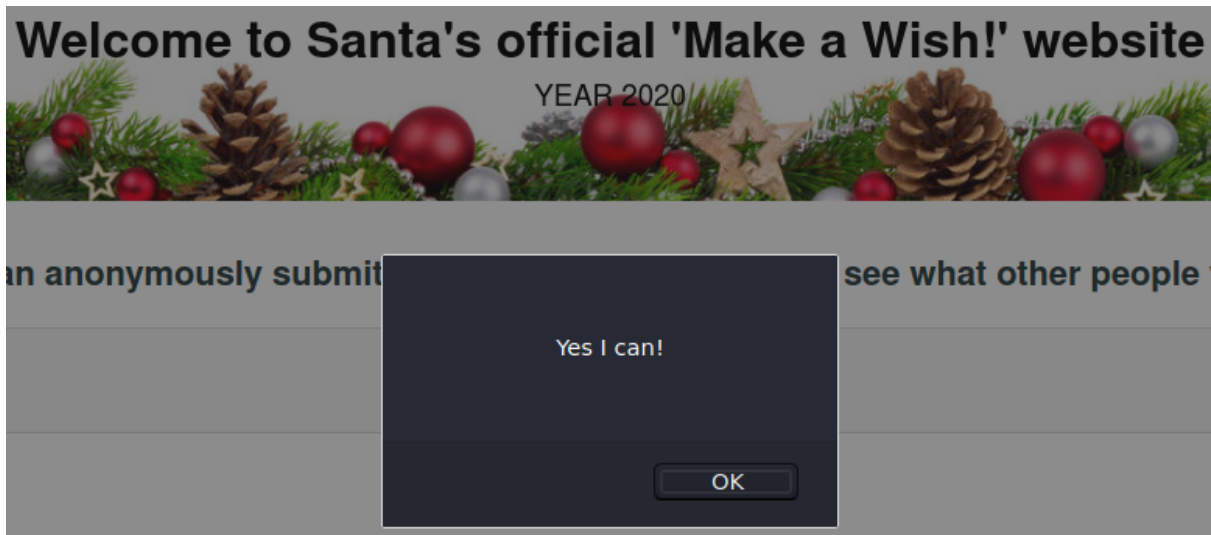 Welcome to Santa's official 'Make a Wish!' website
YEAR 2020
an anonymously submit see what other people
Yes I can!
OK